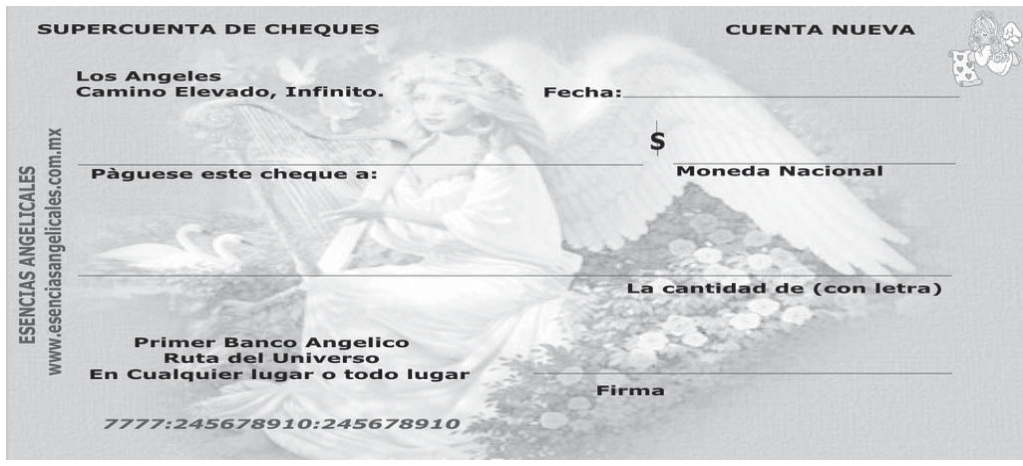 SUPERCUENTA DE CHEQUES
CUENTA NUEVA
Los Angeles
Camino Elevado, Infinito.
Fecha:
$
Pàguese este cheque a:
Moneda Nacional
La cantidad de (con letra)
Primer Banco Angelico
Ruta del Universo
En Cualquier lugar o todo lugar
Firma
7777:245678910:245678910
ESENCIAS ANGELICALES
www.esenciasangelicales.com.mx